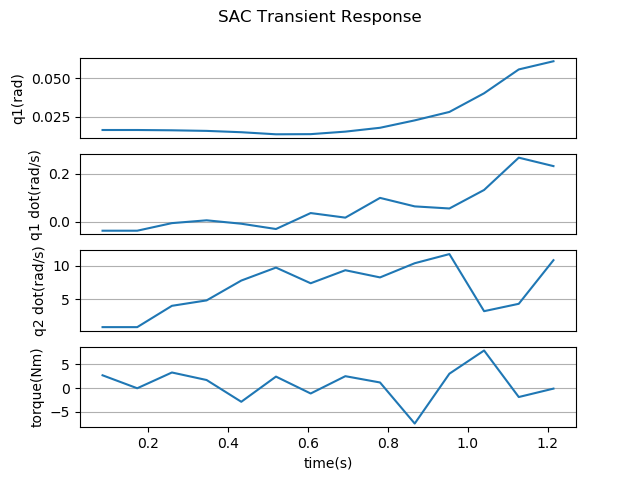 SAC Transient Response
0.050
0.025
q1(rad)
0.2
0.0
q1 dot(rad/s)
10
5
q2 dot(rad/s)
5
0
−5
torque(Nm)
0.2 0.4 0.6 0.8 1.0 1.2
time(s)